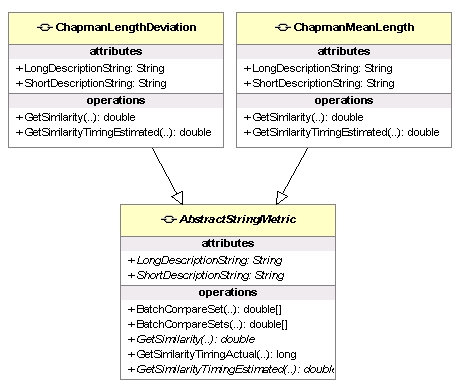 ChapmanLengthDeviation
attributes
+LongDescriptionString: String
+ShortDescriptionString: String
operations
+GetSimilarity(..): double
+GetSimilarityTimingEstimated(..): double
ChapmanMeanLength
attributes
+LongDescriptionString: String
+ShortDescriptionString: String
operations
+GetSimilarity(..): double
+GetSimilarityTimingEstimated(..): double
AbstractStringMetric
attributes
+LongDescriptionString: String
+ShortDescriptionString: String
operations
+BatchCompareSet(..): double[]
+BatchCompareSets(..): double[]
+GetSimilarity(..): double
+GetSimilarityTimingActual(..): long
+GetSimilarityTimingEstimated(..): double